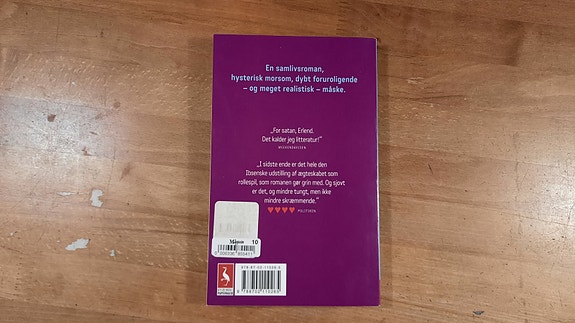 En samlivsroman,
hysterisk morsom, dybt foruroligende
– og meget realistisk – måske.
„For satan, Erlend.
Det kalder jeg litteratur!"
WEEKENDAVISEN
„I sidste ende er det hele den
Ibsenske udstilling af ægteskabet som
rollespil, som romanen gør grin med. Og sjovt
er det, og mindre tungt, men ikke
mindre skræmmende."
♥♥♥♥ POLITIKEN
10